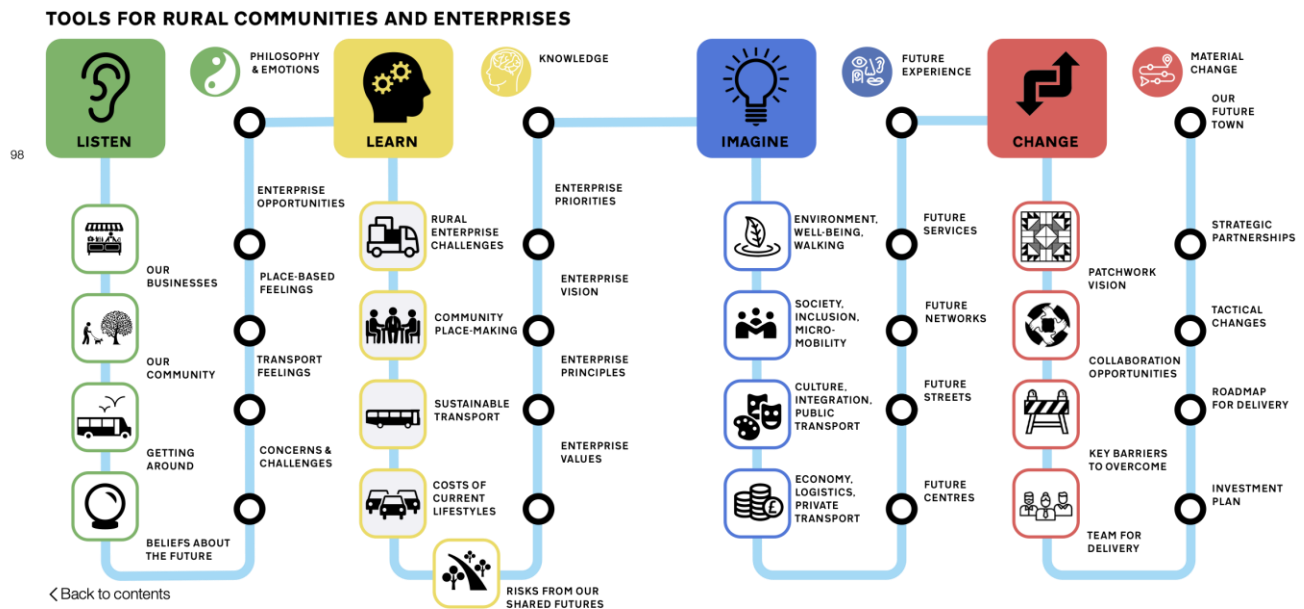 TOOLS FOR RURAL COMMUNITIES AND ENTERPRISES
98
LISTEN
OUR
BUSINESSES
OUR
COMMUNITY
GETTING
AROUND
BELIEFS ABOUT
THE FUTURE
PHILOSOPHY
& EMOTIONS
ENTERPRISE
OPPORTUNITIES
PLACE-BASED
FEELINGS
TRANSPORT
FEELINGS
CONCERNS &
CHALLENGES
LEARN
RURAL
ENTERPRISE
CHALLENGES
COMMUNITY
PLACE-MAKING
SUSTAINABLE
TRANSPORT
COSTS OF
CURRENT
LIFESTYLES
RISKS FROM OUR
SHARED FUTURES
KNOWLEDGE
ENTERPRISE
PRIORITIES
ENTERPRISE
VISION
ENTERPRISE
PRINCIPLES
ENTERPRISE
VALUES
IMAGINE
ENVIRONMENT,
WELL-BEING,
WALKING
SOCIETY,
INCLUSION,
MICRO-
MOBILITY
CULTURE,
INTEGRATION,
PUBLIC
TRANSPORT
£
ECONOMY,
LOGISTICS,
PRIVATE
TRANSPORT
FUTURE
EXPERIENCE
FUTURE
SERVICES
FUTURE
NETWORKS
FUTURE
STREETS
FUTURE
CENTRES
CHANGE
PATCHWORK
VISION
COLLABORATION
OPPORTUNITIES
KEY BARRIERS
TO OVERCOME
TEAM FOR
DELIVERY
MATERIAL
CHANGE
OUR
FUTURE
TOWN
STRATEGIC
PARTNERSHIPS
TACTICAL
CHANGES
ROADMAP
FOR DELIVERY
INVESTMENT
PLAN
< Back to contents